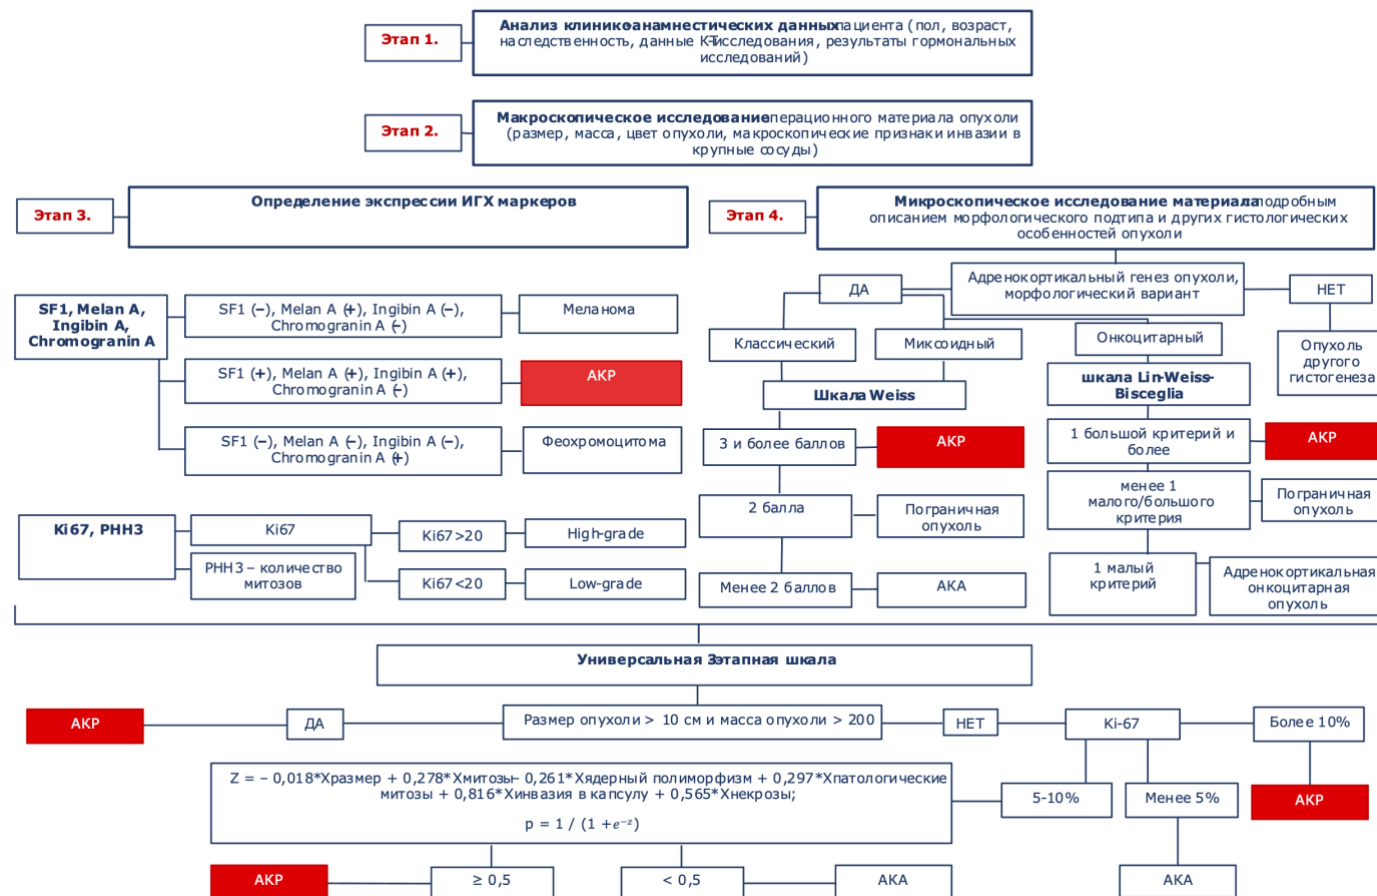 Этап 1.
Анализ клинико-анамнестических данных пациента (пол, возраст,
наследственность, данные КТ-исследования, результаты гормональных
исследований)
Этап 2.
Макроскопическое исследование операционного материала опухоли
(размер, масса, цвет опухоли, макроскопические признаки инвазии в
крупные сосуды)
Этап 3.
Определение экспрессии ИГХ маркеров
SF1, Melan A,
Ingibin A,
Chromogranin A
SF1 (−), Melan A (+), Ingibin A (−),
Chromogranin A (−)
Меланома
SF1 (+), Melan A (+), Ingibin A (+),
Chromogranin A (−)
АКР
SF1 (−), Melan A (−), Ingibin A (−),
Chromogranin A (+)
Феохромоцитома
Ki67, PHH3
Ki67
Ki67>20
High-grade
PHH3 – количество
митозов
Ki67<20
Low-grade
Этап 4.
Микроскопическое исследование материала с подробным
описанием морфологического подтипа и других гистологических
особенностей опухоли
Адренокортикальный генез опухоли,
морфологический вариант
ДА
НЕТ
Классический
Миксоидный
Онкоцитарный
Опухоль
другого
гистогенеза
Шкала Weiss
шкала Lin-Weiss-
Bisceglia
3 и более баллов
АКР
1 большой критерий и
более
АКР
2 балла
Пограничная
опухоль
менее 1
малого/большого
критерия
Пограничная
опухоль
Менее 2 баллов
АКА
1 малый
критерий
Адренокортикальная
онкоцитарная
опухоль
Универсальная 3этапная шкала
АКР
ДА
Размер опухоли > 10 см и масса опухоли > 200
НЕТ
Ki-67
Более 10%
Z = – 0,018*Xразмер + 0,278*Xмитозы– 0,261*Xядерный полиморфизм + 0,297*Xпатологические
митозы + 0,816*Xинвазия в капсулу + 0,565*Xнекрозы;
p = 1 / (1 + e⁻ᶻ)
5-10%
Менее 5%
АКР
АКР
≥ 0,5
< 0,5
АКА
АКА